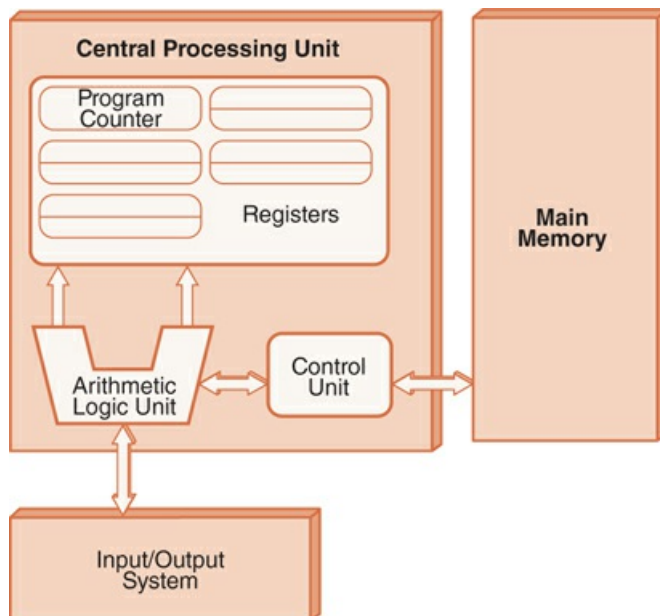 Central Processing Unit
Program
Counter
Registers
Main
Memory
Arithmetic
Logic Unit
Control
Unit
Input/Output
System